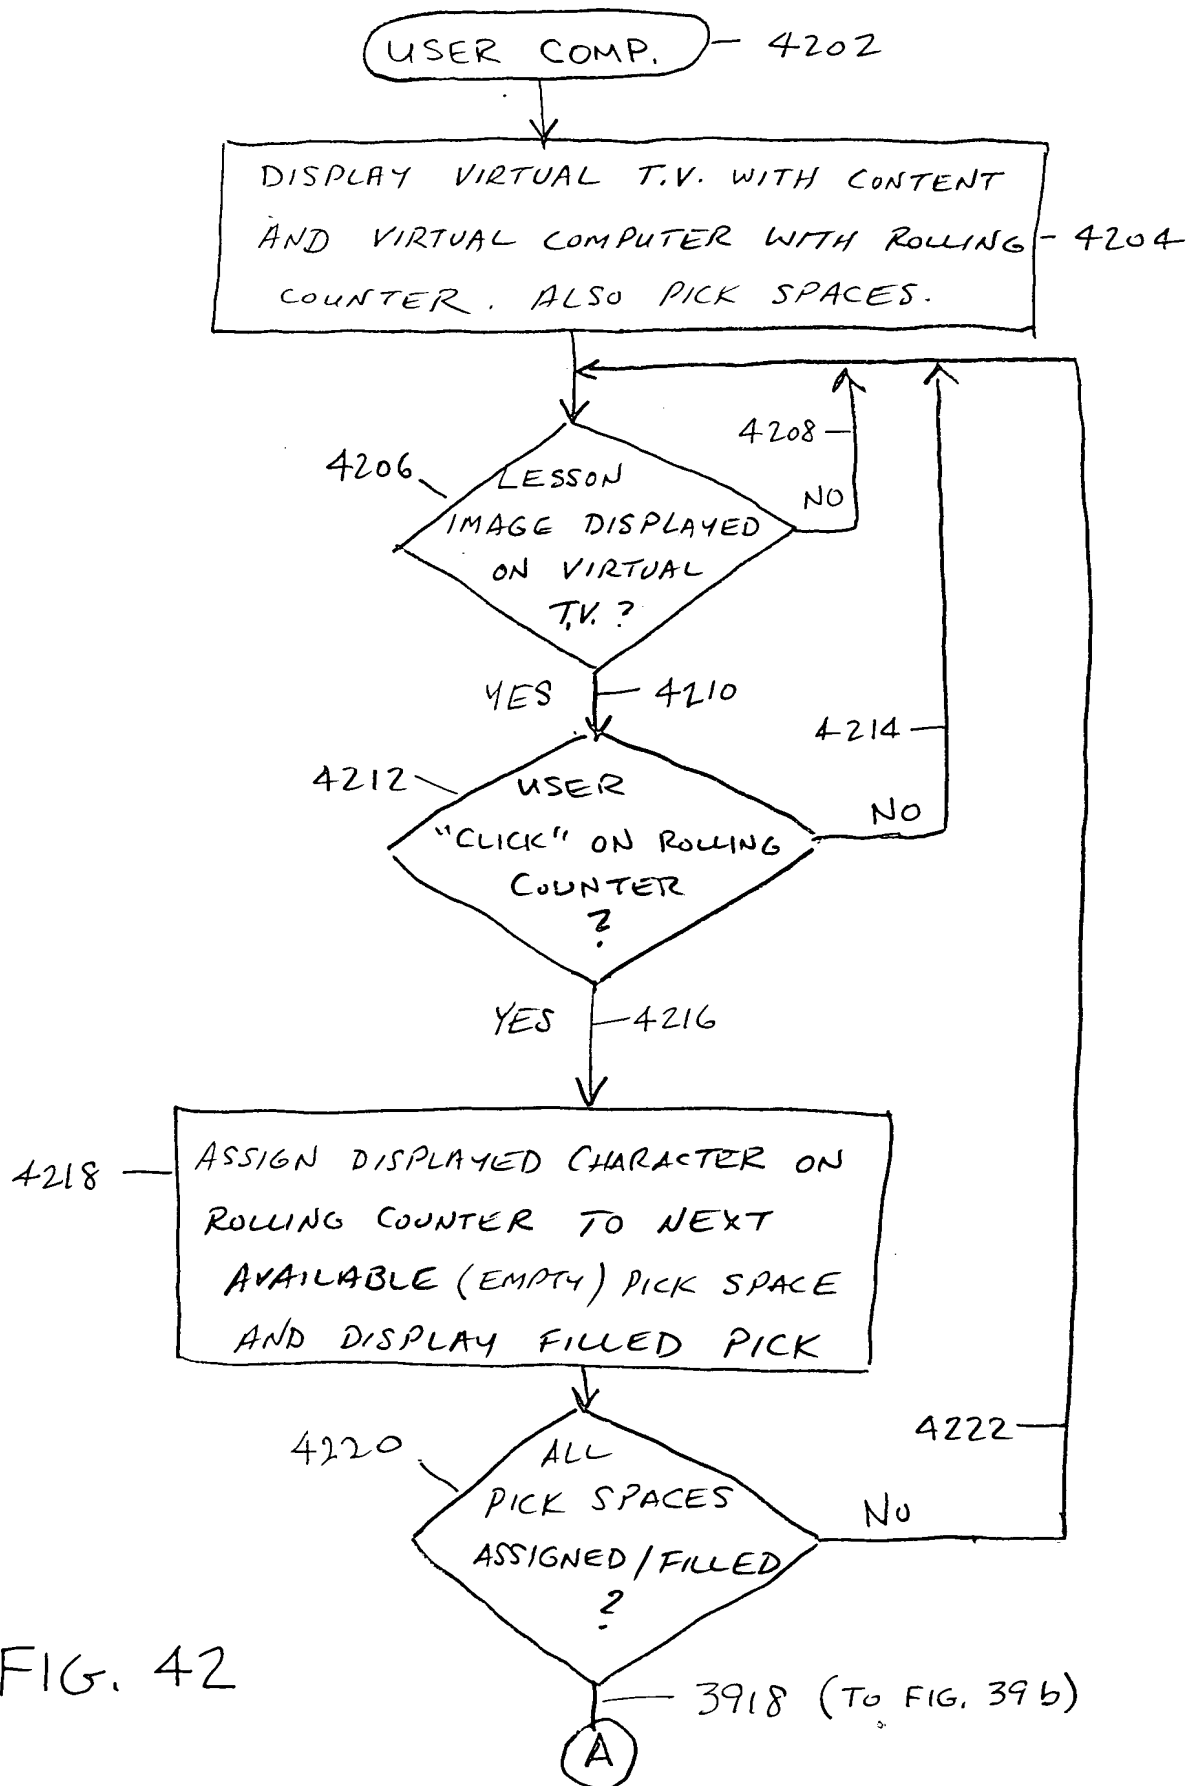 USER COMP. 4202
DISPLAY VIRTUAL T.V. WITH CONTENT
AND VIRTUAL COMPUTER WITH ROLLING
COUNTER. ALSO PICK SPACES.
4204
4206
LESSON
IMAGE DISPLAYED
ON VIRTUAL
T.V. ?
4208
NO
YES 4210
4212
USER
"CLICK" ON ROLLING
COUNTER
?
4214
NO
YES 4216
4218
ASSIGN DISPLAYED CHARACTER ON
ROLLING COUNTER TO NEXT
AVAILABLE (EMPTY) PICK SPACE
AND DISPLAY FILLED PICK
4220
ALL
PICK SPACES
ASSIGNED/FILLED
?
4222
NO
FIG. 42
3918 (TO FIG. 39b)
A